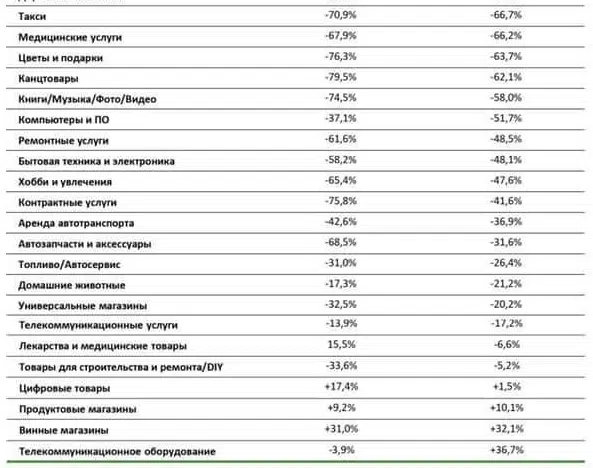 Такси -70,9% -66,7%
Медицинские услуги -67,9% -66,2%
Цветы и подарки -76,3% -63,7%
Канцтовары -79,5% -62,1%
Книги/Музыка/Фото/Видео -74,5% -58,0%
Компьютеры и ПО -37,1% -51,7%
Ремонтные услуги -61,6% -48,5%
Бытовая техника и электроника -58,2% -48,1%
Хобби и увлечения -65,4% -47,6%
Контрактные услуги -75,8% -41,6%
Аренда автотранспорта -42,6% -36,9%
Автозапчасти и аксессуары -68,5% -31,6%
Топливо/Автосервис -31,0% -26,4%
Домашние животные -17,3% -21,2%
Универсальные магазины -32,5% -20,2%
Телекоммуникационные услуги -13,9% -17,2%
Лекарства и медицинские товары 15,5% -6,6%
Товары для строительства и ремонта/DIY -33,6% -5,2%
Цифровые товары +17,4% +1,5%
Продуктовые магазины +9,2% +10,1%
Винные магазины +31,0% +32,1%
Телекоммуникационное оборудование -3,9% +36,7%